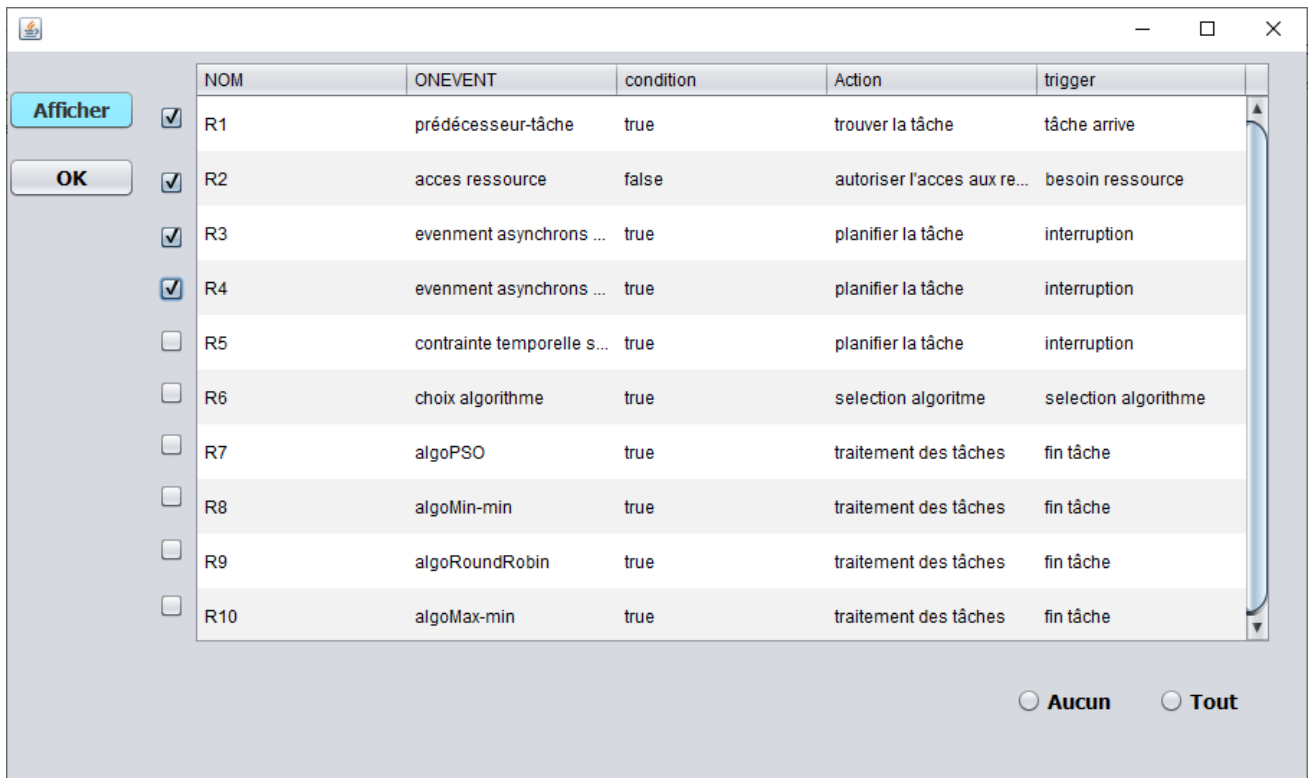 NOM ONEVENT condition Action trigger
Afficher
R1 prédécesseur-tâche true trouver la tâche tâche arrive
OK
R2 acces ressource false autoriser l'acces aux re... besoin ressource
R3 evenment asynchrons ... true planifier la tâche interruption
R4 evenment asynchrons ... true planifier la tâche interruption
R5 contrainte temporelle s... true planifier la tâche interruption
R6 choix algorithme true selection algoritme selection algorithme
R7 algoPSO true traitement des tâches fin tâche
R8 algoMin-min true traitement des tâches fin tâche
R9 algoRoundRobin true traitement des tâches fin tâche
R10 algoMax-min true traitement des tâches fin tâche
Aucun Tout